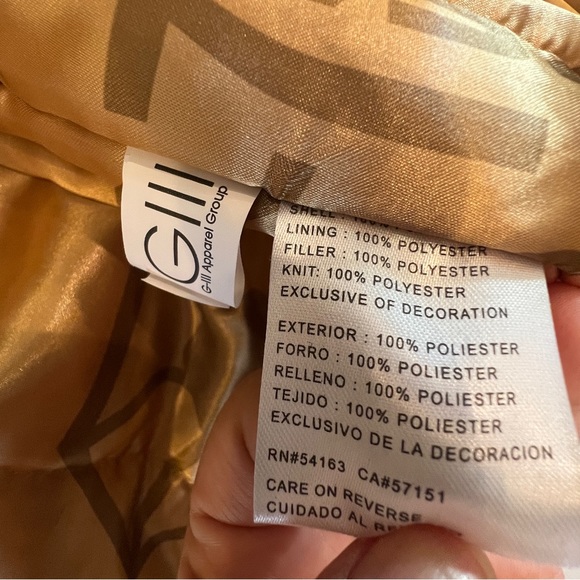 GIII
G-III Apparel Group
SHELL : 100%
LINING : 100% POLYESTER
FILLER : 100% POLYESTER
KNIT: 100% POLYESTER
EXCLUSIVE OF DECORATION
EXTERIOR : 100% POLIESTER
FORRO : 100% POLIESTER
RELLENO : 100% POLIESTER
TEJIDO : 100% POLIESTER
EXCLUSIVO DE LA DECORACION
RN#54163 CA#57151
CARE ON REVERSE
CUIDADO AL